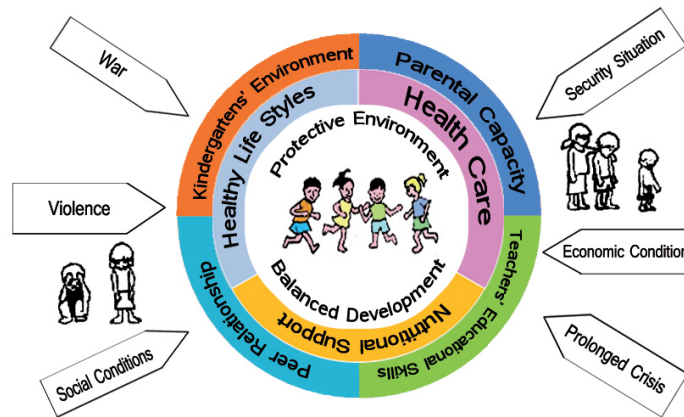 War
Violence
Social Conditions
Kindergartens' Environment
Parental Capacity
Healthy Life Styles
Health Care
Protective Environment
Balanced Development
Nutritional Support
Peer Relationship
Teachers' Educational Skills
Security Situation
Economic Condition
Prolonged Crisis